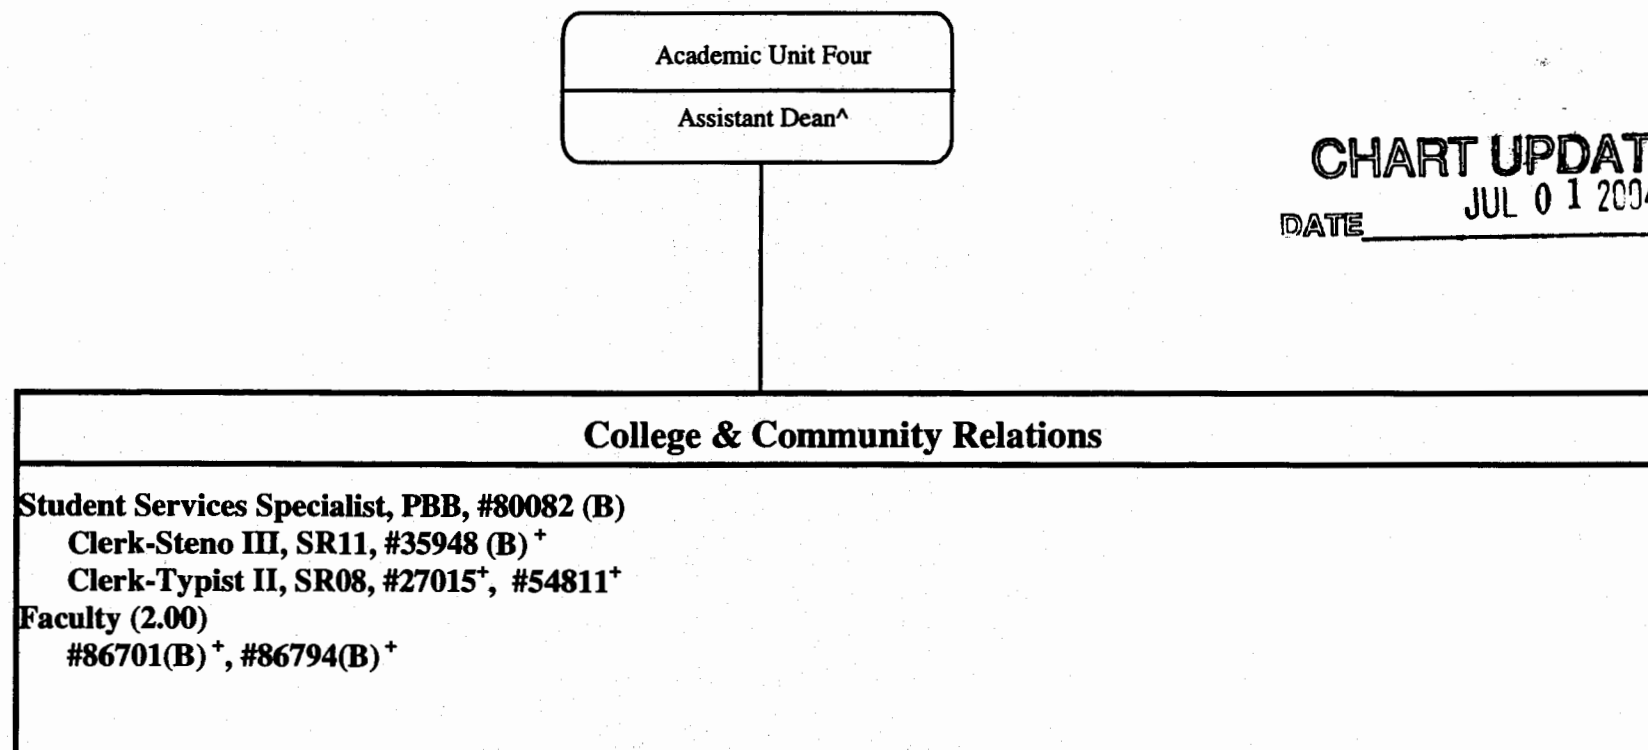 Academic Unit Four
Assistant Dean^
CHART UPDAT
JUL 0 1 2004
DATE
College & Community Relations
Student Services Specialist, PBB, #80082 (B)
Clerk-Steno III, SR11, #35948 (B) +
Clerk-Typist II, SR08, #27015+, #54811+
Faculty (2.00)
#86701(B) +, #86794(B) +